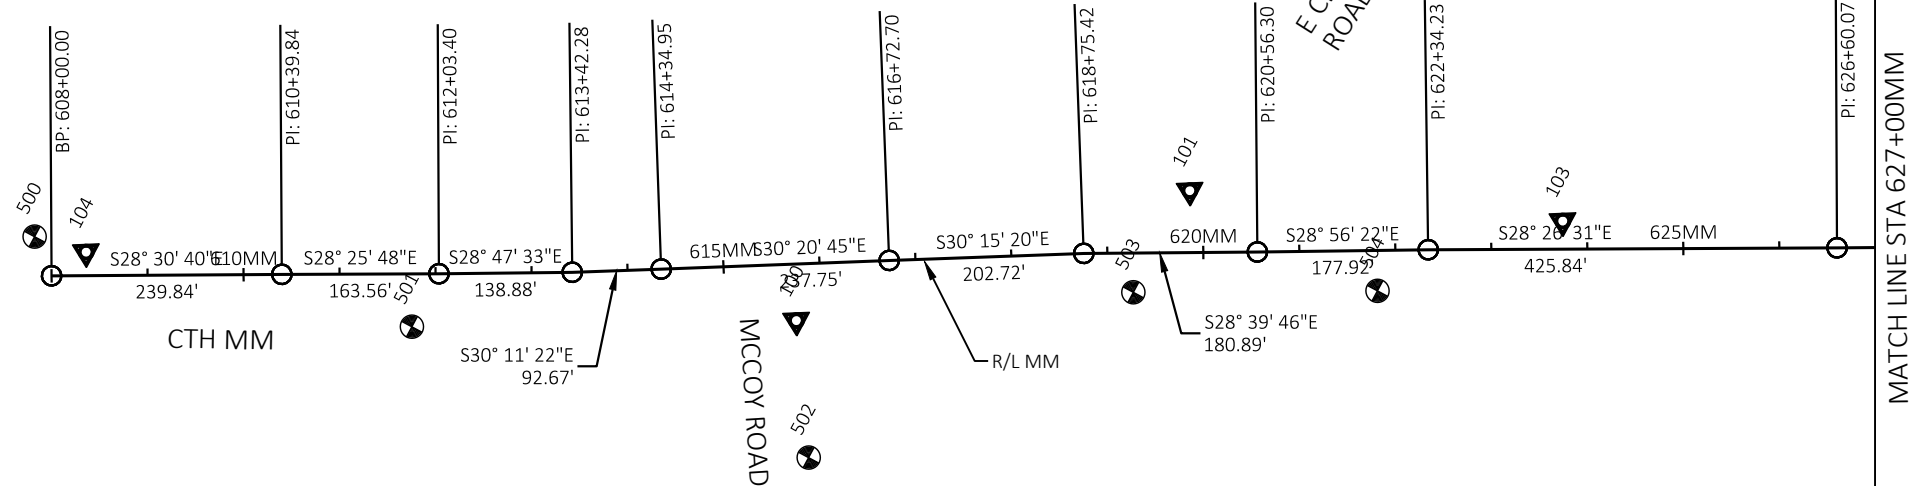 BP: 608+00.00
PI: 610+39.84
PI: 612+03.40
PI: 613+42.28
PI: 614+34.95
PI: 616+72.70
PI: 618+75.42
PI: 620+56.30
PI: 622+34.23
PI: 626+60.07
ROAD
MATCH LINE STA 627+00MM
500
104
101
103
S28° 30' 40"E
610MM
S28° 25' 48"E
S28° 47' 33"E
615MM
S30° 20' 45"E
S30° 15' 20"E
620MM
S28° 56' 22"E
S28° 26' 31"E
625MM
239.84'
163.56'
501
138.88'
100
237.75'
202.72'
503
177.92'
504
425.84'
CTH MM
S30° 11' 22"E
92.67'
MCCOY ROAD
R/L MM
S28° 39' 46"E
180.89'
502